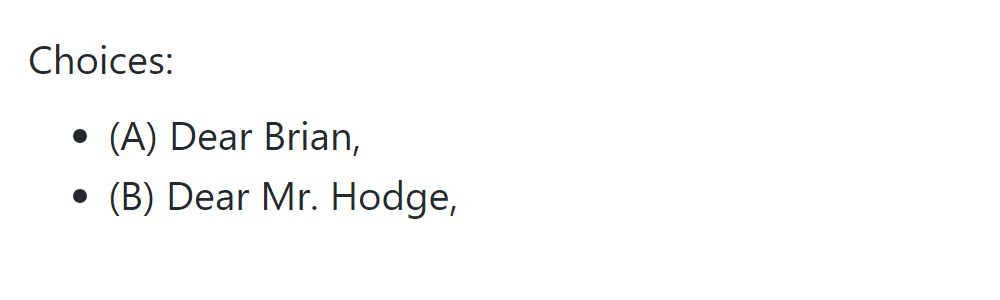 Choices:
• (A) Dear Brian,
• (B) Dear Mr. Hodge,